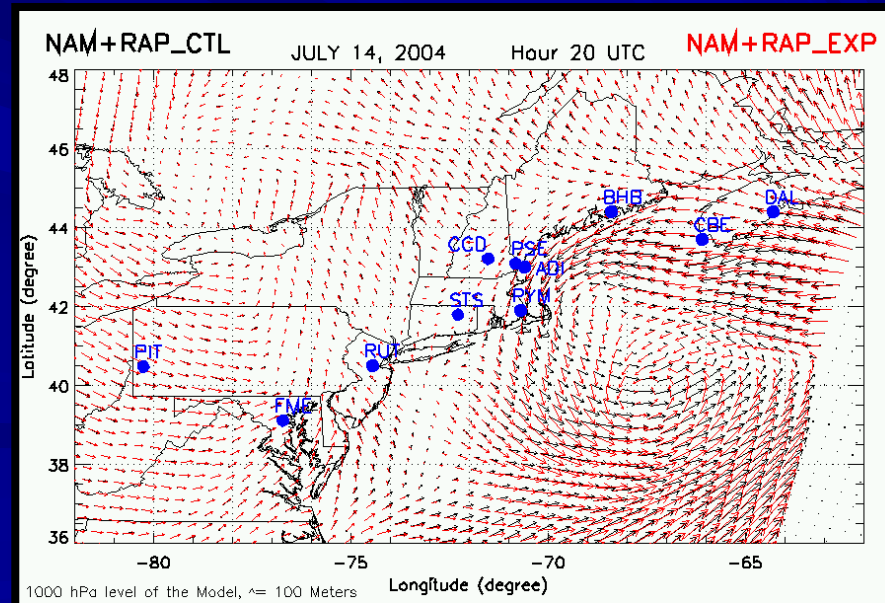 NAM+RAP_CTL JULY 14, 2004 Hour 20 UTC NAM+RAP_EXP
48
46
44
42
40
38
36
Latitude (degree)
BHB
DAL
CBE
CCD
PSE
ADI
STS
PYM
PIT
RUT
FME
-80 -75 -70 -65
Longitude (degree)
1000 hPa level of the Model, ^= 100 Meters